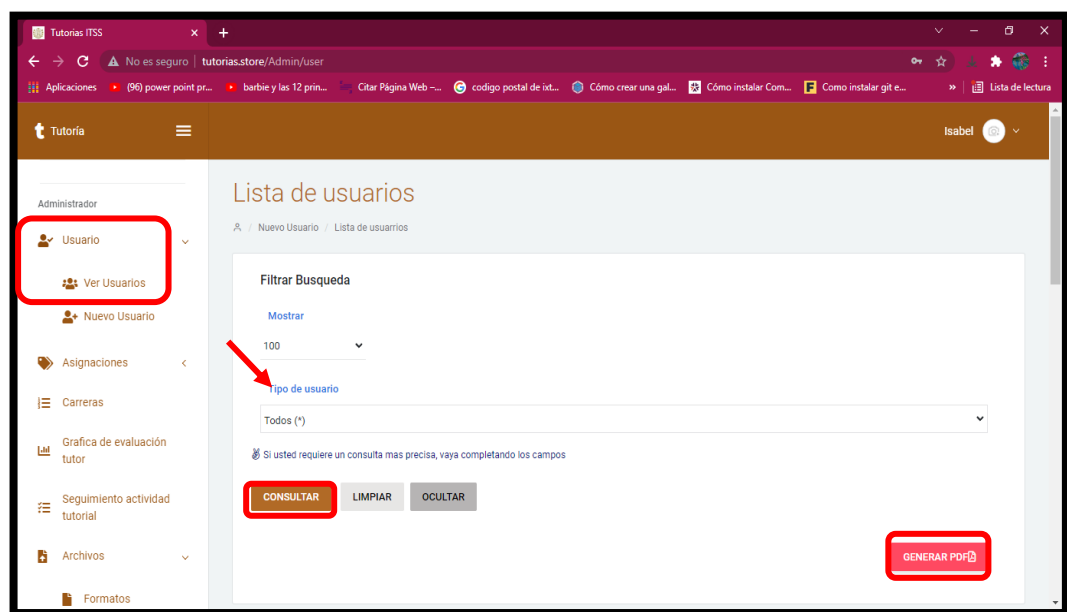 Tutorias ITSS
No es seguro | tutorias.store/Admin/user
Aplicaciones (96) power point pr... barbie y las 12 prin... Citar Página Web –... codigo postal de ixt... Cómo crear una gal... Cómo instalar Com... Como instalar git e... » Lista de lectura
t Tutoría
Isabel
Administrador
Usuario
Ver Usuarios
Nuevo Usuario
Asignaciones
Carreras
Grafica de evaluación
tutor
Seguimiento actividad
tutorial
Archivos
Formatos
Lista de usuarios
/ Nuevo Usuario / Lista de usuarrios
Filtrar Busqueda
Mostrar
100
Tipo de usuario
Todos (*)
Si usted requiere un consulta mas precisa, vaya completando los campos
CONSULTAR LIMPIAR OCULTAR
GENERAR PDF